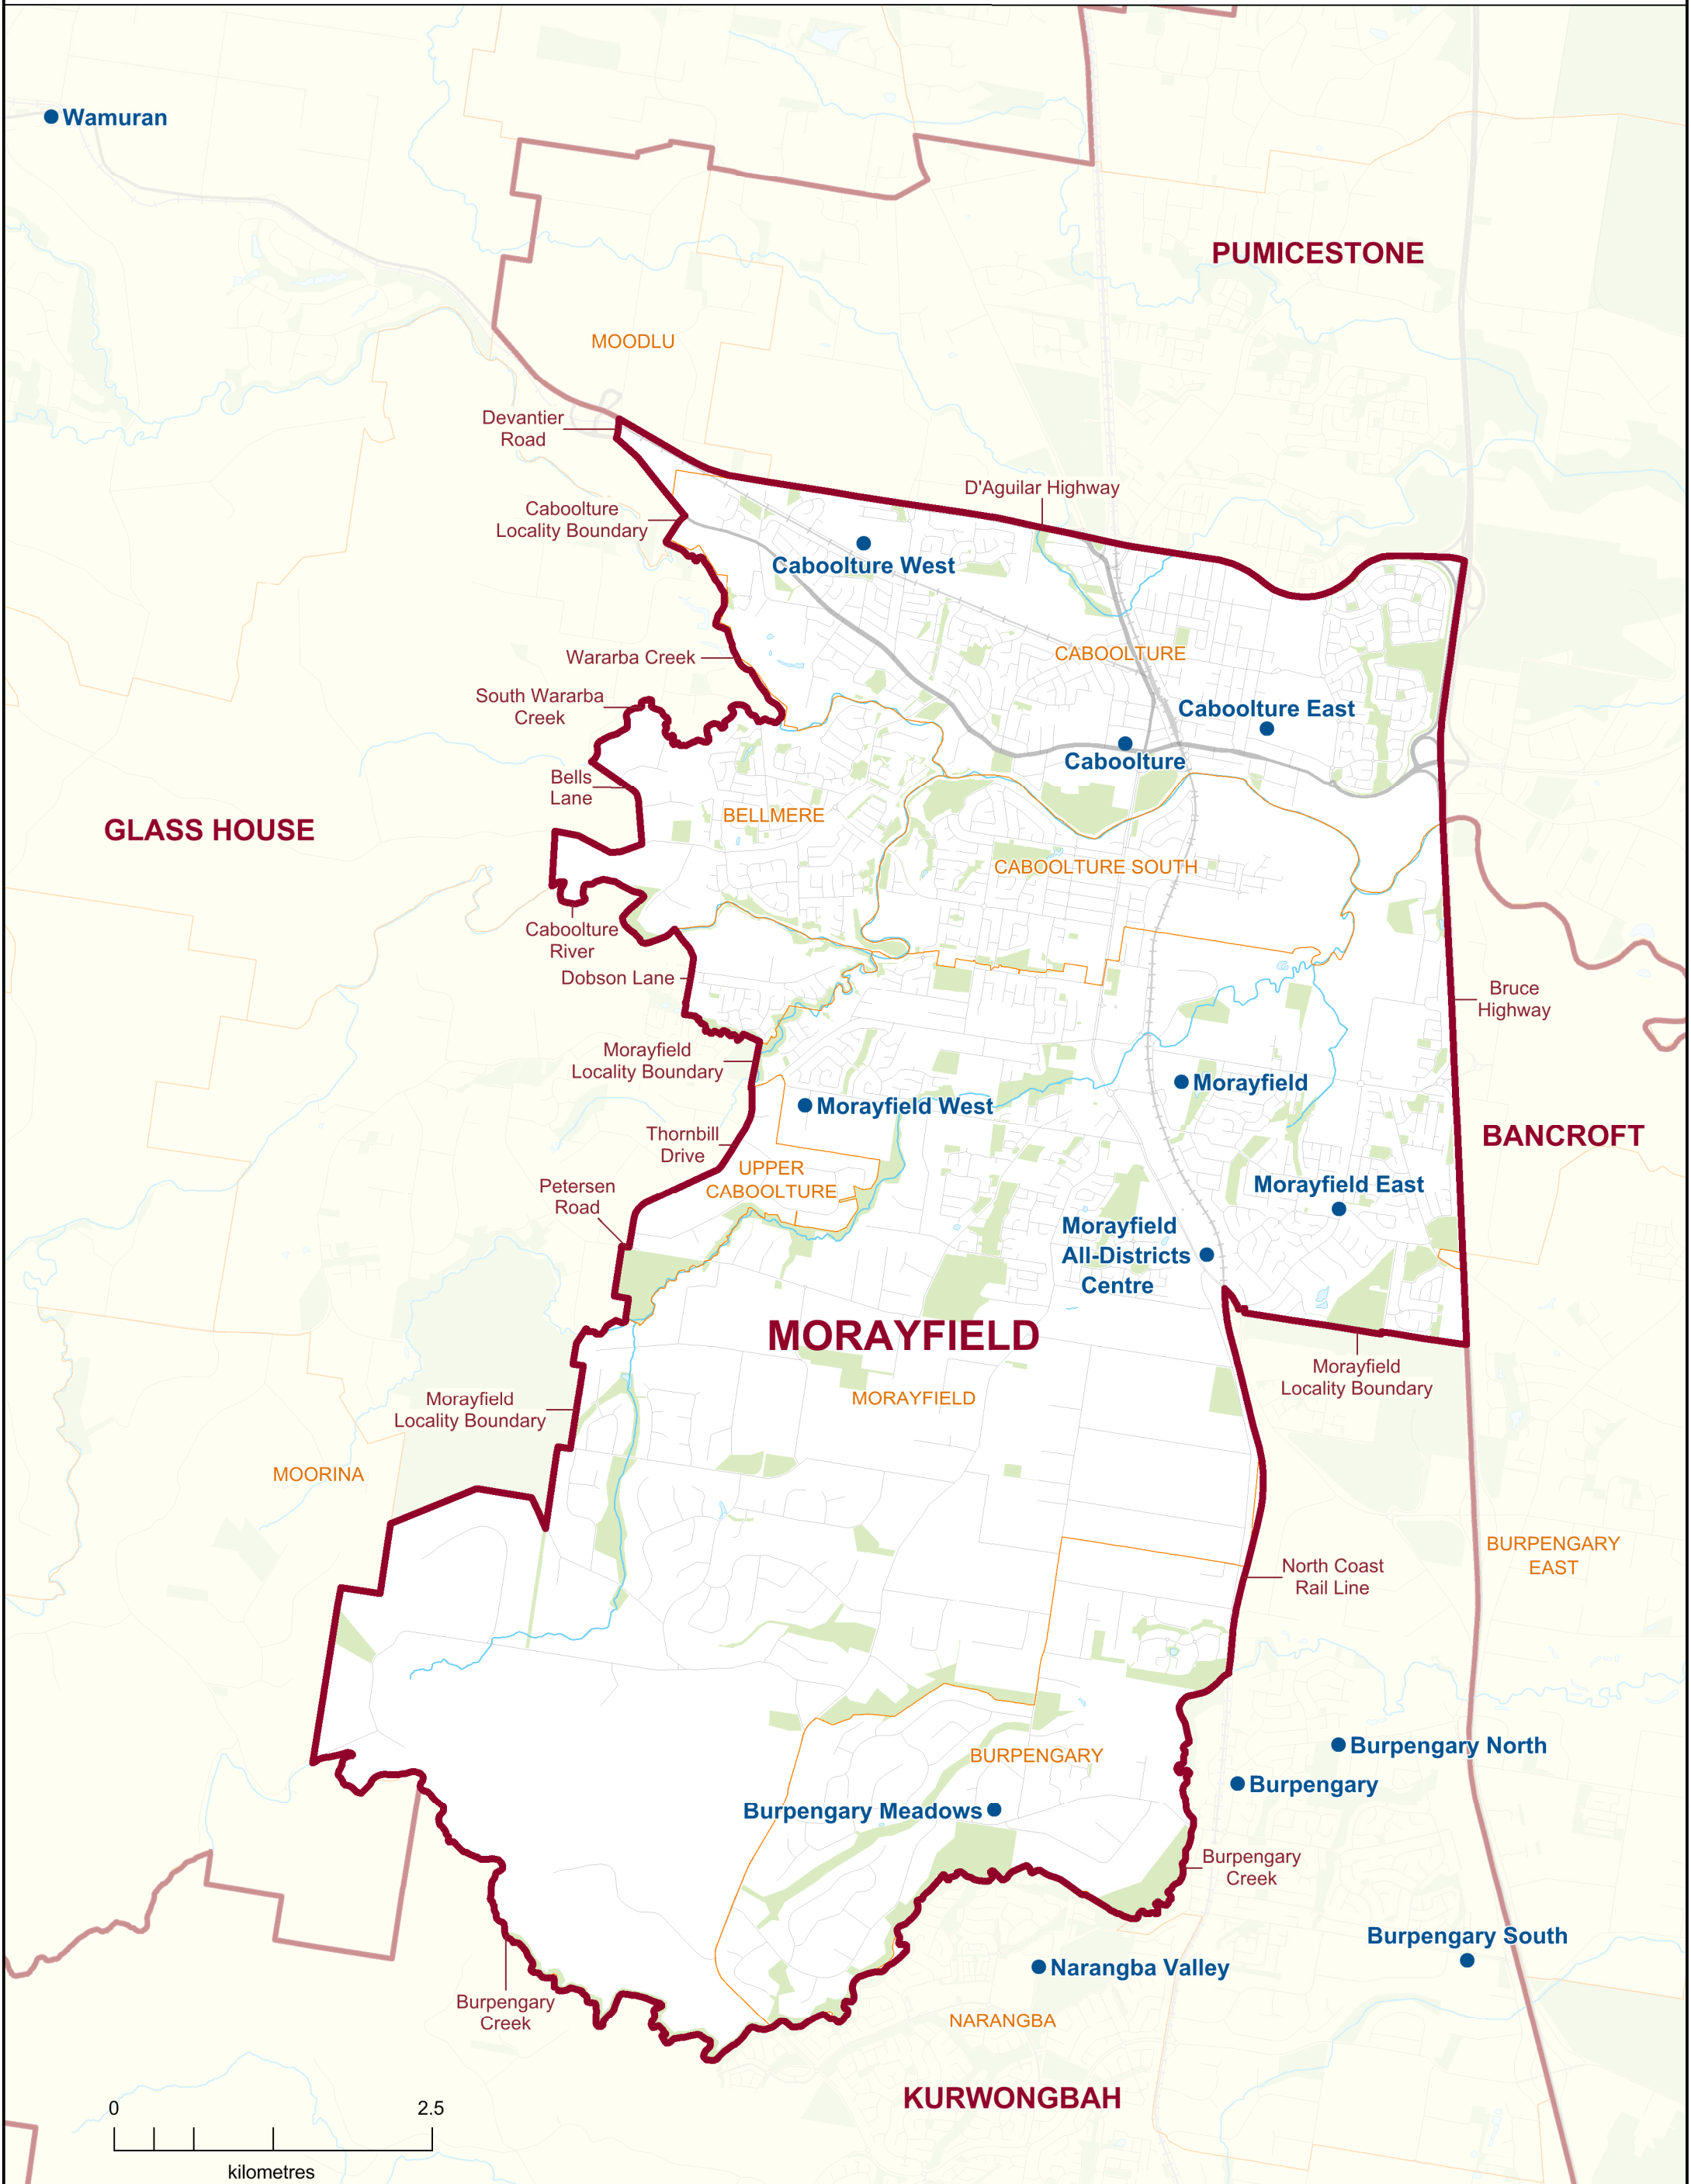 Wamuran
PUMICESTONE
MOODLU
Devantier
Road
D'Aguilar Highway
Caboolture
Locality Boundary
Caboolture West
CABOOLTURE
Wararba Creek
South Wararba
Creek
Caboolture East
Caboolture
Bells
Lane
BELLMERE
GLASS HOUSE
CABOOLTURE SOUTH
Caboolture
River
Dobson Lane
Bruce
Highway
Morayfield
Locality Boundary
Morayfield
Morayfield West
BANCROFT
Thornbill
Drive
UPPER
CABOOLTURE
Petersen
Road
Morayfield East
Morayfield
All-Districts
Centre
MORAYFIELD
Morayfield
Locality Boundary
MORAYFIELD
Morayfield
Locality Boundary
MOORINA
BURPENGARY
EAST
North Coast
Rail Line
Burpengary North
BURPENGARY
Burpengary
Burpengary Meadows
Burpengary
Creek
Burpengary South
Narangba Valley
Burpengary
Creek
NARANGBA
KURWONGBAH
0 2.5
kilometres